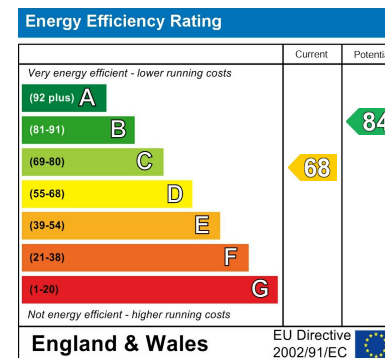 Energy Efficiency Rating
Current Potenti
Very energy efficient - lower running costs
(92 plus) A
(81-91) B
84
(69-80) C
68
(55-68) D
(39-54) E
(21-38) F
(1-20) G
Not energy efficient - higher running costs
England & Wales
EU Directive
2002/91/EC